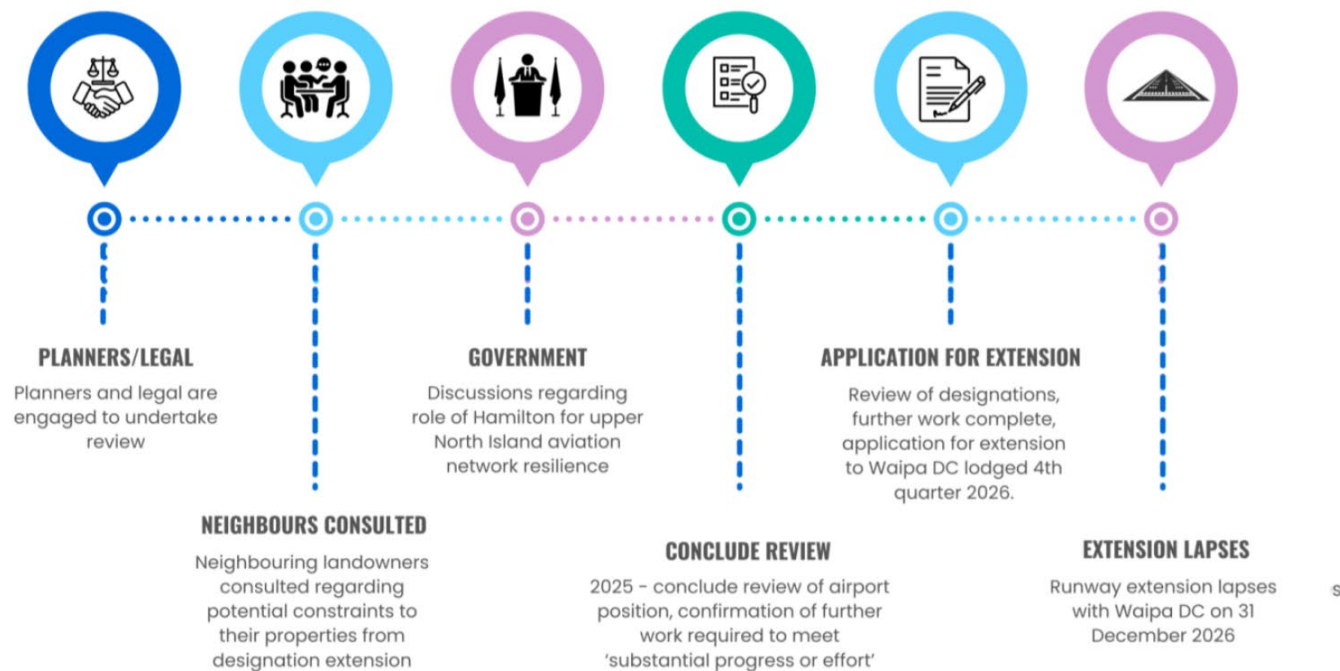 PLANNERS/LEGAL
Planners and legal are
engaged to undertake
review
NEIGHBOURS CONSULTED
Neighbouring landowners
consulted regarding
potential constraints to
their properties from
designation extension
GOVERNMENT
Discussions regarding
role of Hamilton for upper
North Island aviation
network resilience
CONCLUDE REVIEW
2025 - conclude review of airport
position, confirmation of further
work required to meet
‘substantial progress or effort’
APPLICATION FOR EXTENSION
Review of designations,
further work complete,
application for extension
to Waipa DC lodged 4th
quarter 2026.
EXTENSION LAPSES
Runway extension lapses
with Waipa DC on 31
December 2026